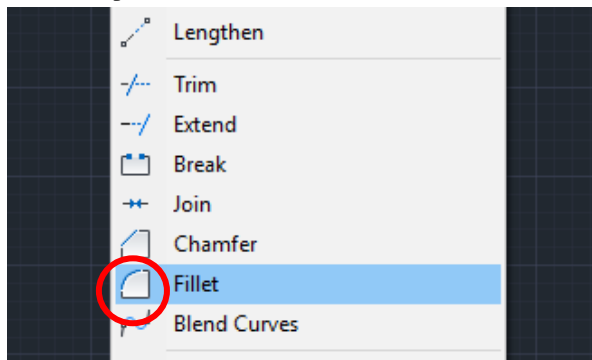 Lengthen
Trim
Extend
Break
Join
Chamfer
Fillet
Blend Curves